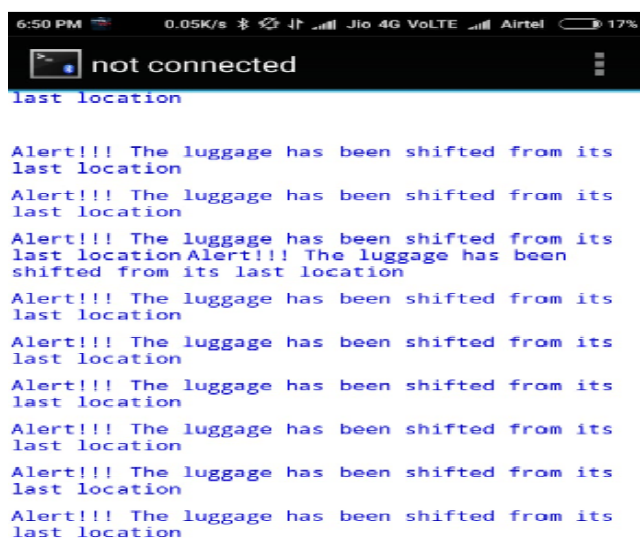 6:50 PM 0.05K/s Jio 4G VoLTE Airtel 17%
>_ not connected
last location
Alert!!! The luggage has been shifted from its
last location
Alert!!! The luggage has been shifted from its
last location
Alert!!! The luggage has been shifted from its
last locationAlert!!! The luggage has been
shifted from its last location
Alert!!! The luggage has been shifted from its
last location
Alert!!! The luggage has been shifted from its
last location
Alert!!! The luggage has been shifted from its
last location
Alert!!! The luggage has been shifted from its
last location
Alert!!! The luggage has been shifted from its
last location
Alert!!! The luggage has been shifted from its
last location